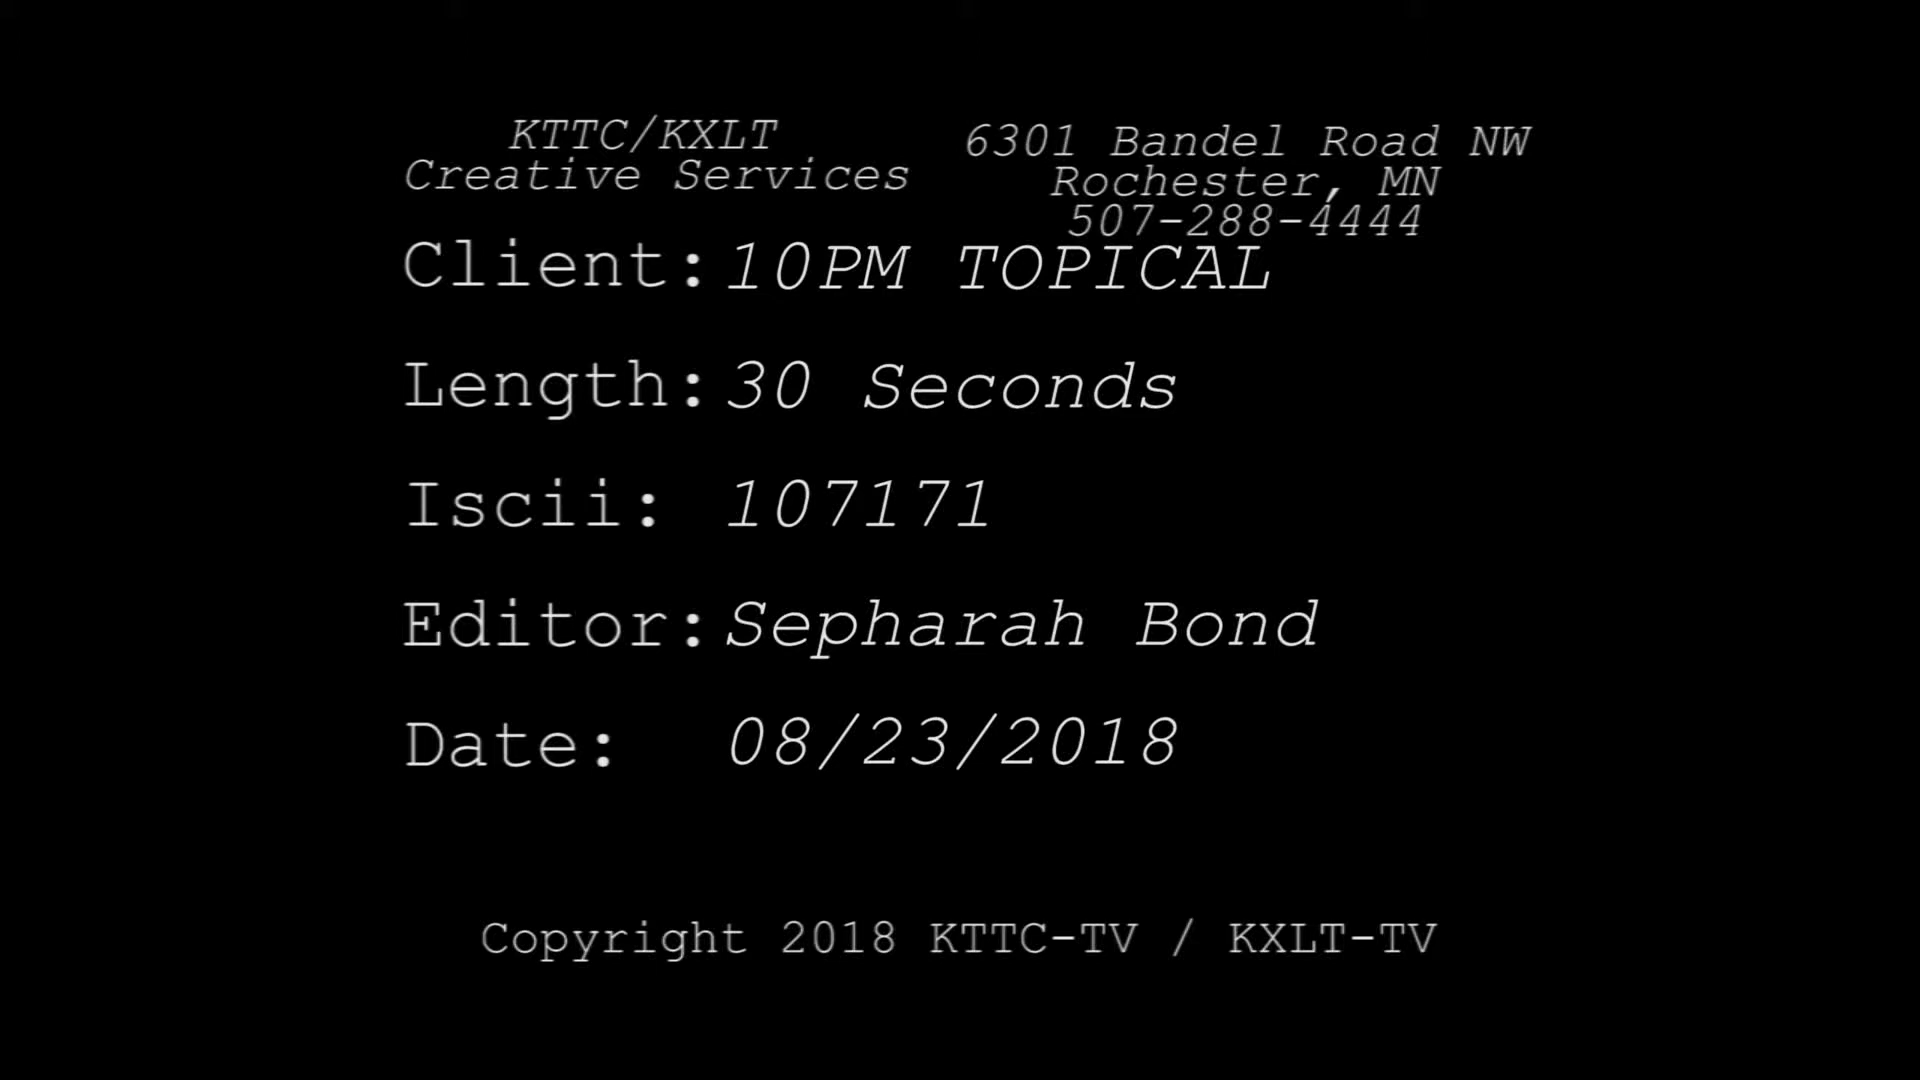 KTTC/KXLT
Creative Services
6301 Bandel Road NW
Rochester, MN
507-288-4444
Client: 10PM TOPICAL
Length: 30 Seconds
Iscii: 107171
Editor: Sepharah Bond
Date: 08/23/2018
Copyright 2018 KTTC-TV / KXLT-TV